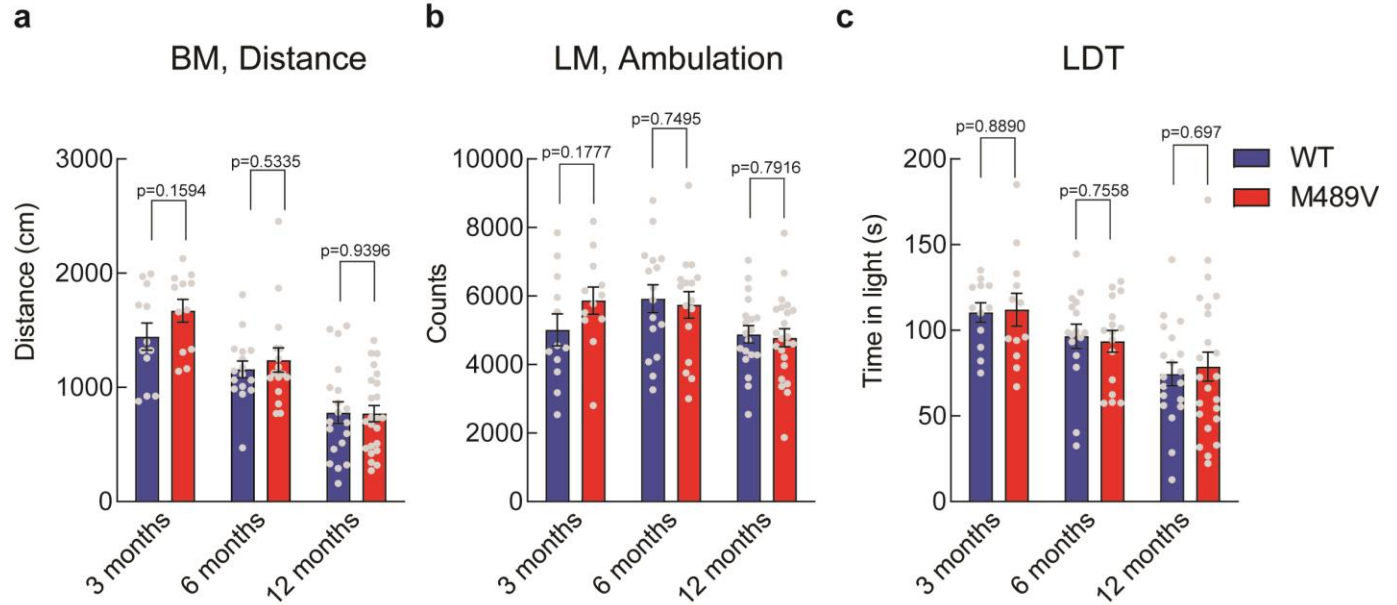 a
BM, Distance
Distance (cm)
3000
2000
1000
0
p=0.1594
p=0.5335
p=0.9396
3 months
6 months
12 months
b
LM, Ambulation
Counts
10000
8000
6000
4000
2000
0
p=0.1777
p=0.7495
p=0.7916
3 months
6 months
12 months
c
LDT
Time in light (s)
200
150
100
50
0
p=0.8890
p=0.7558
p=0.697
3 months
6 months
12 months
WT
M489V